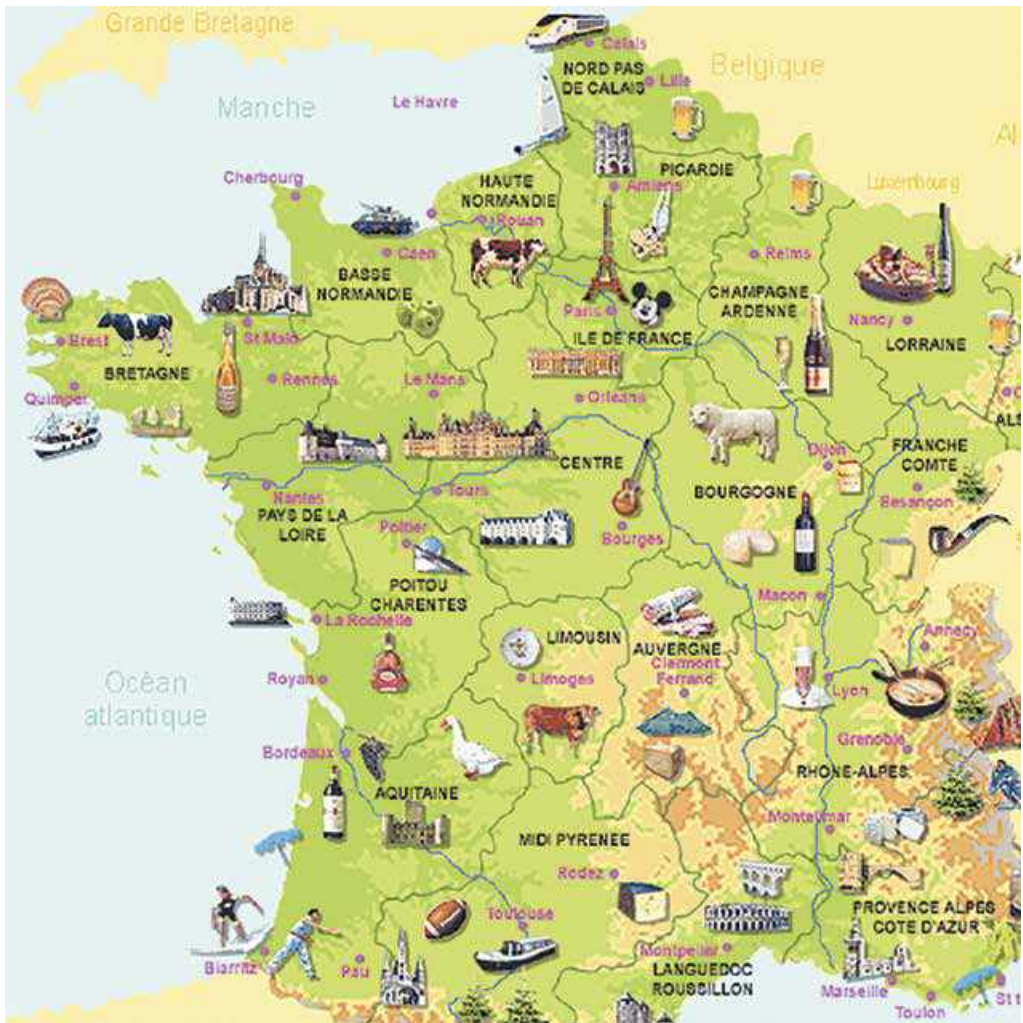 Grande Bretagne
Calais
Belgique
NORD PAS
DE CALAIS
Lille
Manche
Le Havre
PICARDIE
Cherbourg
HAUTE
NORMANDIE
Amiens
Luxembourg
Rouan
Caen
Reims
BASSE
NORMANDIE
CHAMPAGNE
ARDENNE
Paris
Nancy
Brest
St Malo
ILE DE FRANCE
LORRAINE
BRETAGNE
Rennes
Le Mans
Quimper
Orléans
CENTRE
Dijon
FRANCHE
COMTE
Nantes
Tours
BOURGOGNE
Besançon
PAYS DE LA
LOIRE
Poitier
Bourges
POITOU
CHARENTES
Macon
La Rochelle
LIMOUSIN
AUVERGNE
Annecy
Clermont
Ferrand
Océan
atlantique
Royan
Limoges
Lyon
Bordeaux
Grenoble
RHONE-ALPES
AQUITAINE
MIDI PYRENEE
Montelimar
Rodez
PROVENCE ALPES
COTE D'AZUR
Toulouse
Biarritz
Pau
Montpelier
LANGUEDOC
ROUSSILLON
Marseille
Toulon